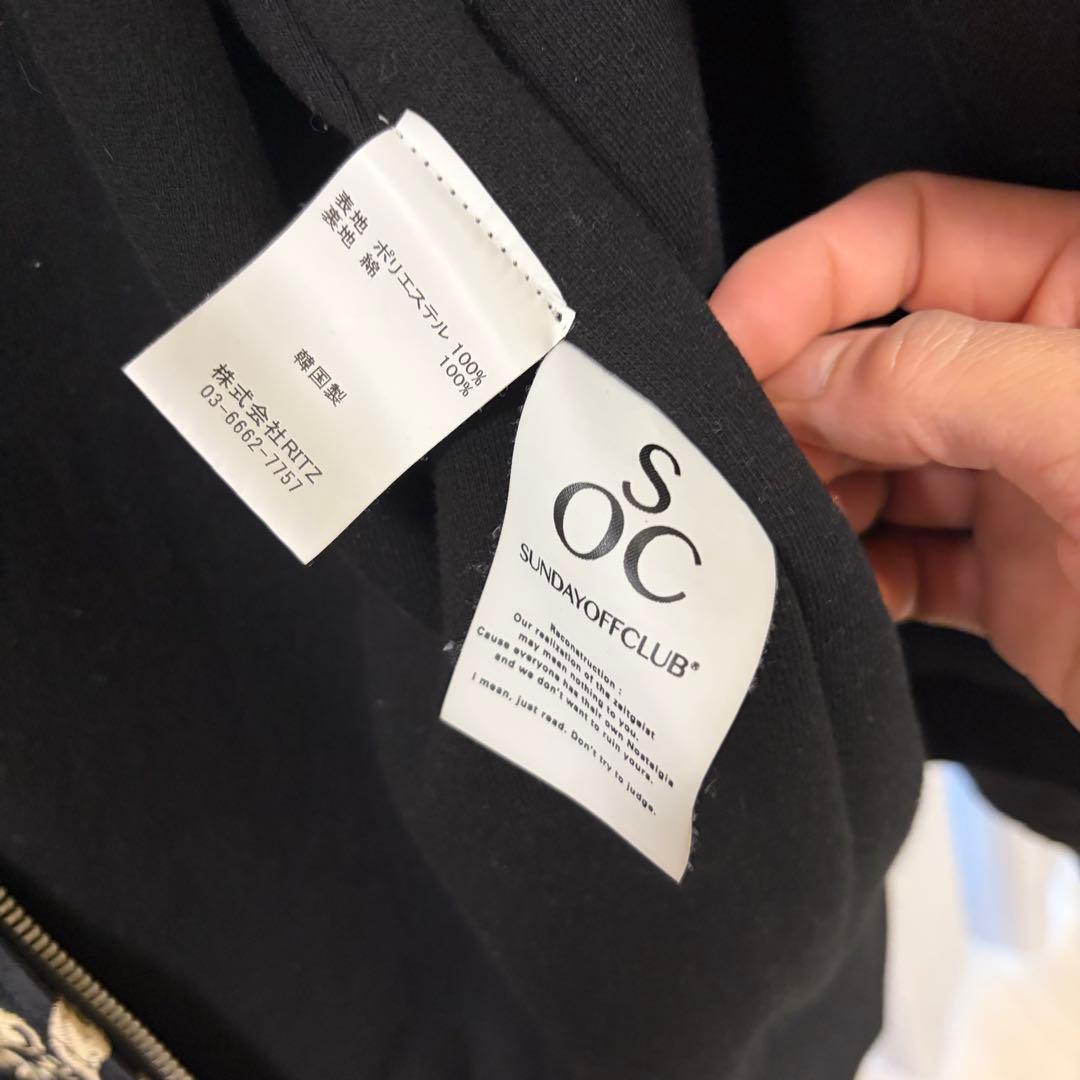 表地 ポリエステル 100%
裏地 綿 100%
韓国製
株式会社RITZ
03-6662-7757
S
OC
SUNDAYOFFCLUB®
Reconstruction :
Our realization of the zeitgeist
may mean nothing to you.
Cause everyone has their own Nostalgia
and we don't want to ruin yours.
I mean, just read. Don't try to judge.